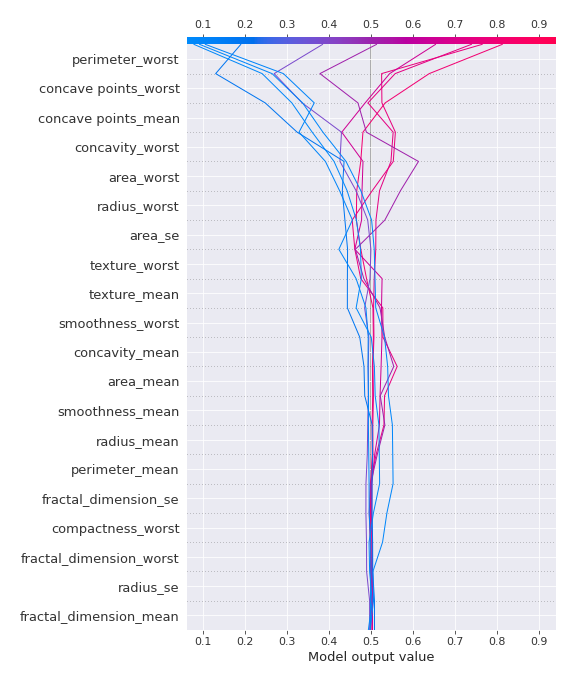 0.1 0.2 0.3 0.4 0.5 0.6 0.7 0.8 0.9
perimeter_worst
concave points_worst
concave points_mean
concavity_worst
area_worst
radius_worst
area_se
texture_worst
texture_mean
smoothness_worst
concavity_mean
area_mean
smoothness_mean
radius_mean
perimeter_mean
fractal_dimension_se
compactness_worst
fractal_dimension_worst
radius_se
fractal_dimension_mean
0.1 0.2 0.3 0.4 0.5 0.6 0.7 0.8 0.9
Model output value